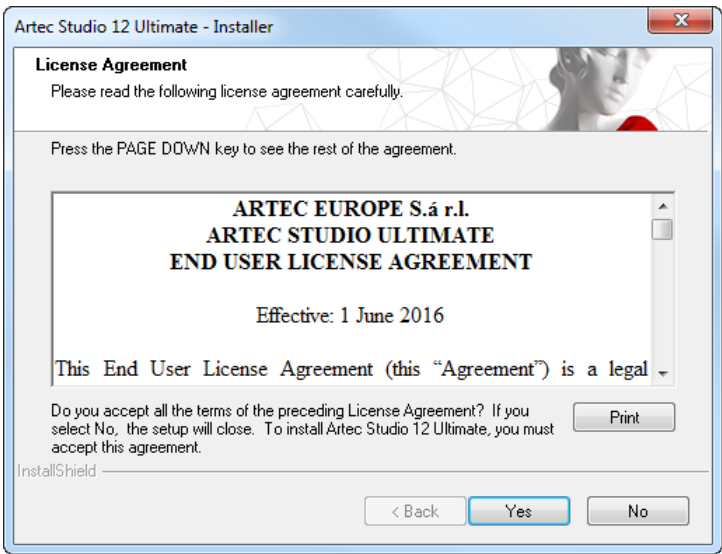 Artec Studio 12 Ultimate - Installer
License Agreement
Please read the following license agreement carefully.
Press the PAGE DOWN key to see the rest of the agreement.
ARTEC EUROPE S.á r.l.
ARTEC STUDIO ULTIMATE
END USER LICENSE AGREEMENT
Effective: 1 June 2016
This End User License Agreement (this “Agreement”) is a legal
Do you accept all the terms of the preceding License Agreement? If you
select No, the setup will close. To install Artec Studio 12 Ultimate, you must
accept this agreement.
Print
InstallShield
< Back
Yes
No